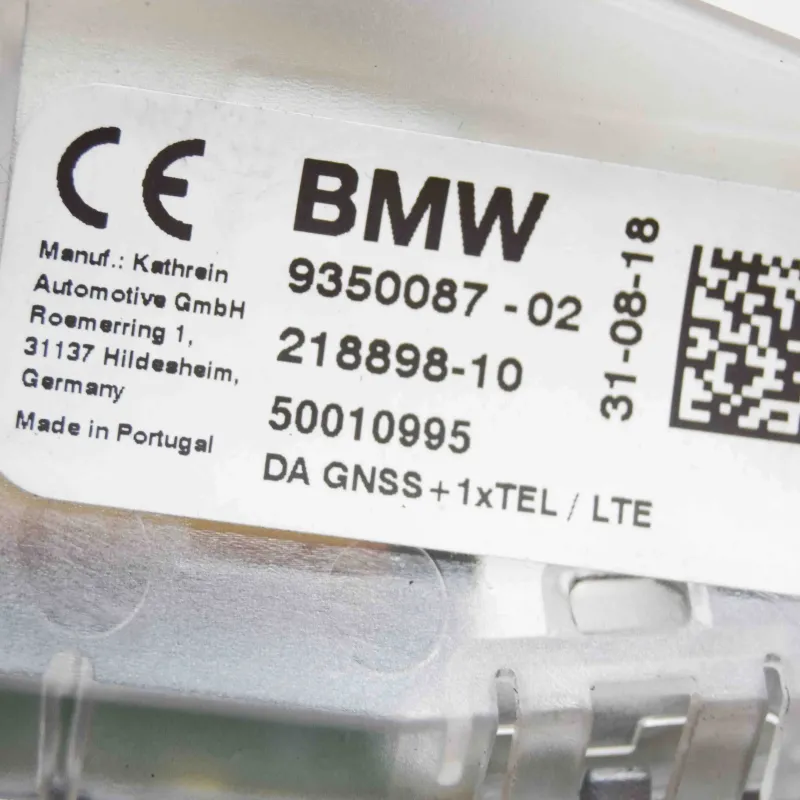 CE
Manuf.: Kathrein
Automotive GmbH
Roemerring 1,
31137 Hildesheim,
Germany
Made in Portugal
BMW
9350087-02
218898-10
50010995
DA GNSS+1xTEL / LTE
31-08-18